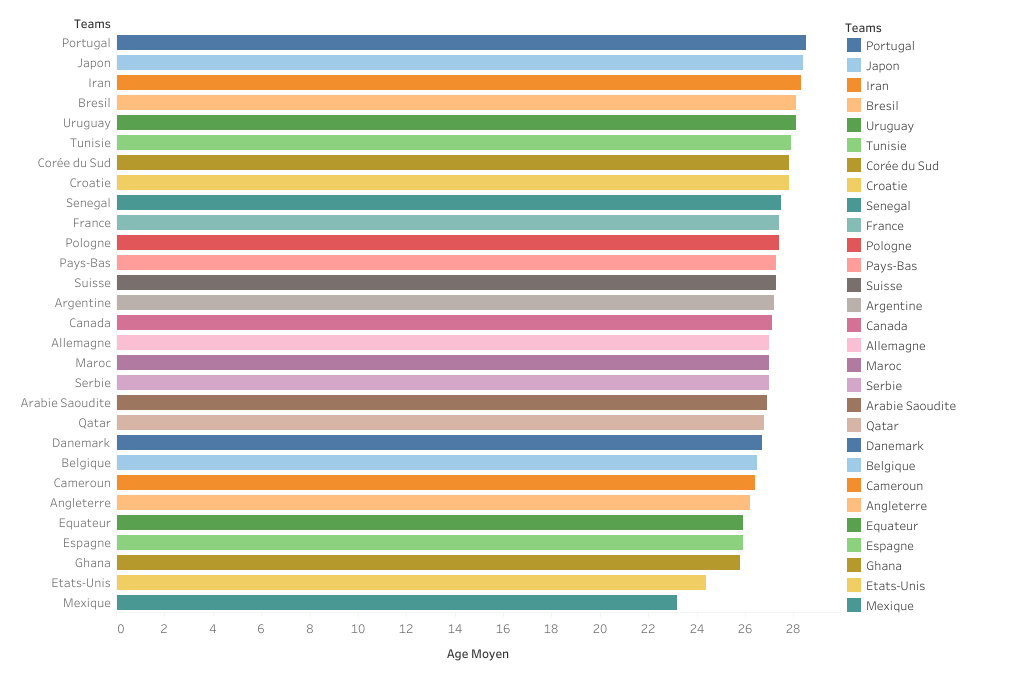 Teams
Portugal
Japon
Iran
Bresil
Uruguay
Tunisie
Corée du Sud
Croatie
Senegal
France
Pologne
Pays-Bas
Suisse
Argentine
Canada
Allemagne
Maroc
Serbie
Arabie Saoudite
Qatar
Danemark
Belgique
Cameroun
Angleterre
Equateur
Espagne
Ghana
Etats-Unis
Mexique
0 2 4 6 8 10 12 14 16 18 20 22 24 26 28
Age Moyen
Teams
Portugal
Japon
Iran
Bresil
Uruguay
Tunisie
Corée du Sud
Croatie
Senegal
France
Pologne
Pays-Bas
Suisse
Argentine
Canada
Allemagne
Maroc
Serbie
Arabie Saoudite
Qatar
Danemark
Belgique
Cameroun
Angleterre
Equateur
Espagne
Ghana
Etats-Unis
Mexique